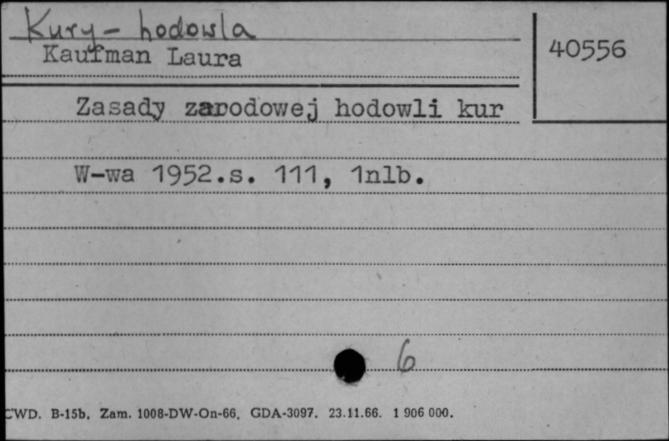 Kury - hodowla
Kaufman Laura
40556
Zasady zarodowej hodowli kur
W-wa 1952.s. 111, 1nlb.
6
CWD. B-15b. Zam. 1008-DW-On-66. GDA-3097. 23.11.66. 1 906 000.